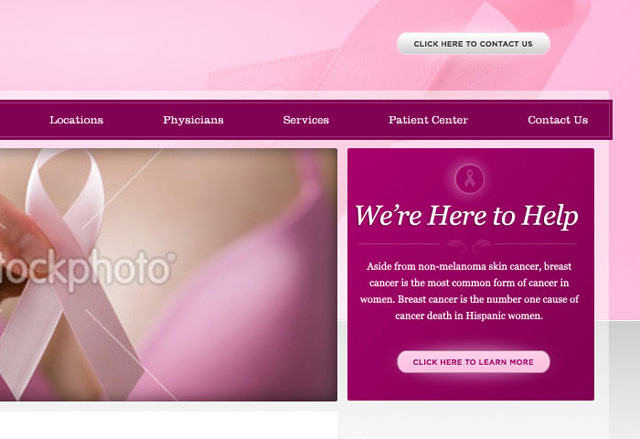 CLICK HERE TO CONTACT US
Locations Physicians Services Patient Center Contact Us
tockphoto
We're Here to Help
Aside from non-melanoma skin cancer, breast
cancer is the most common form of cancer in
women. Breast cancer is the number one cause of
cancer death in Hispanic women.
CLICK HERE TO LEARN MORE